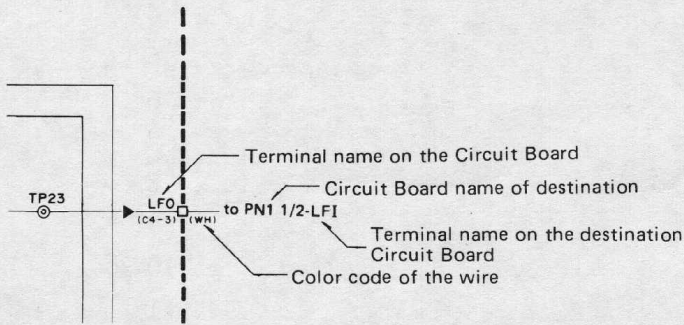 Terminal name on the Circuit Board
Circuit Board name of destination
TP23
LFO
to PN1 1/2-LFI
(C4-3)
(WH)
Terminal name on the destination
Circuit Board
Color code of the wire